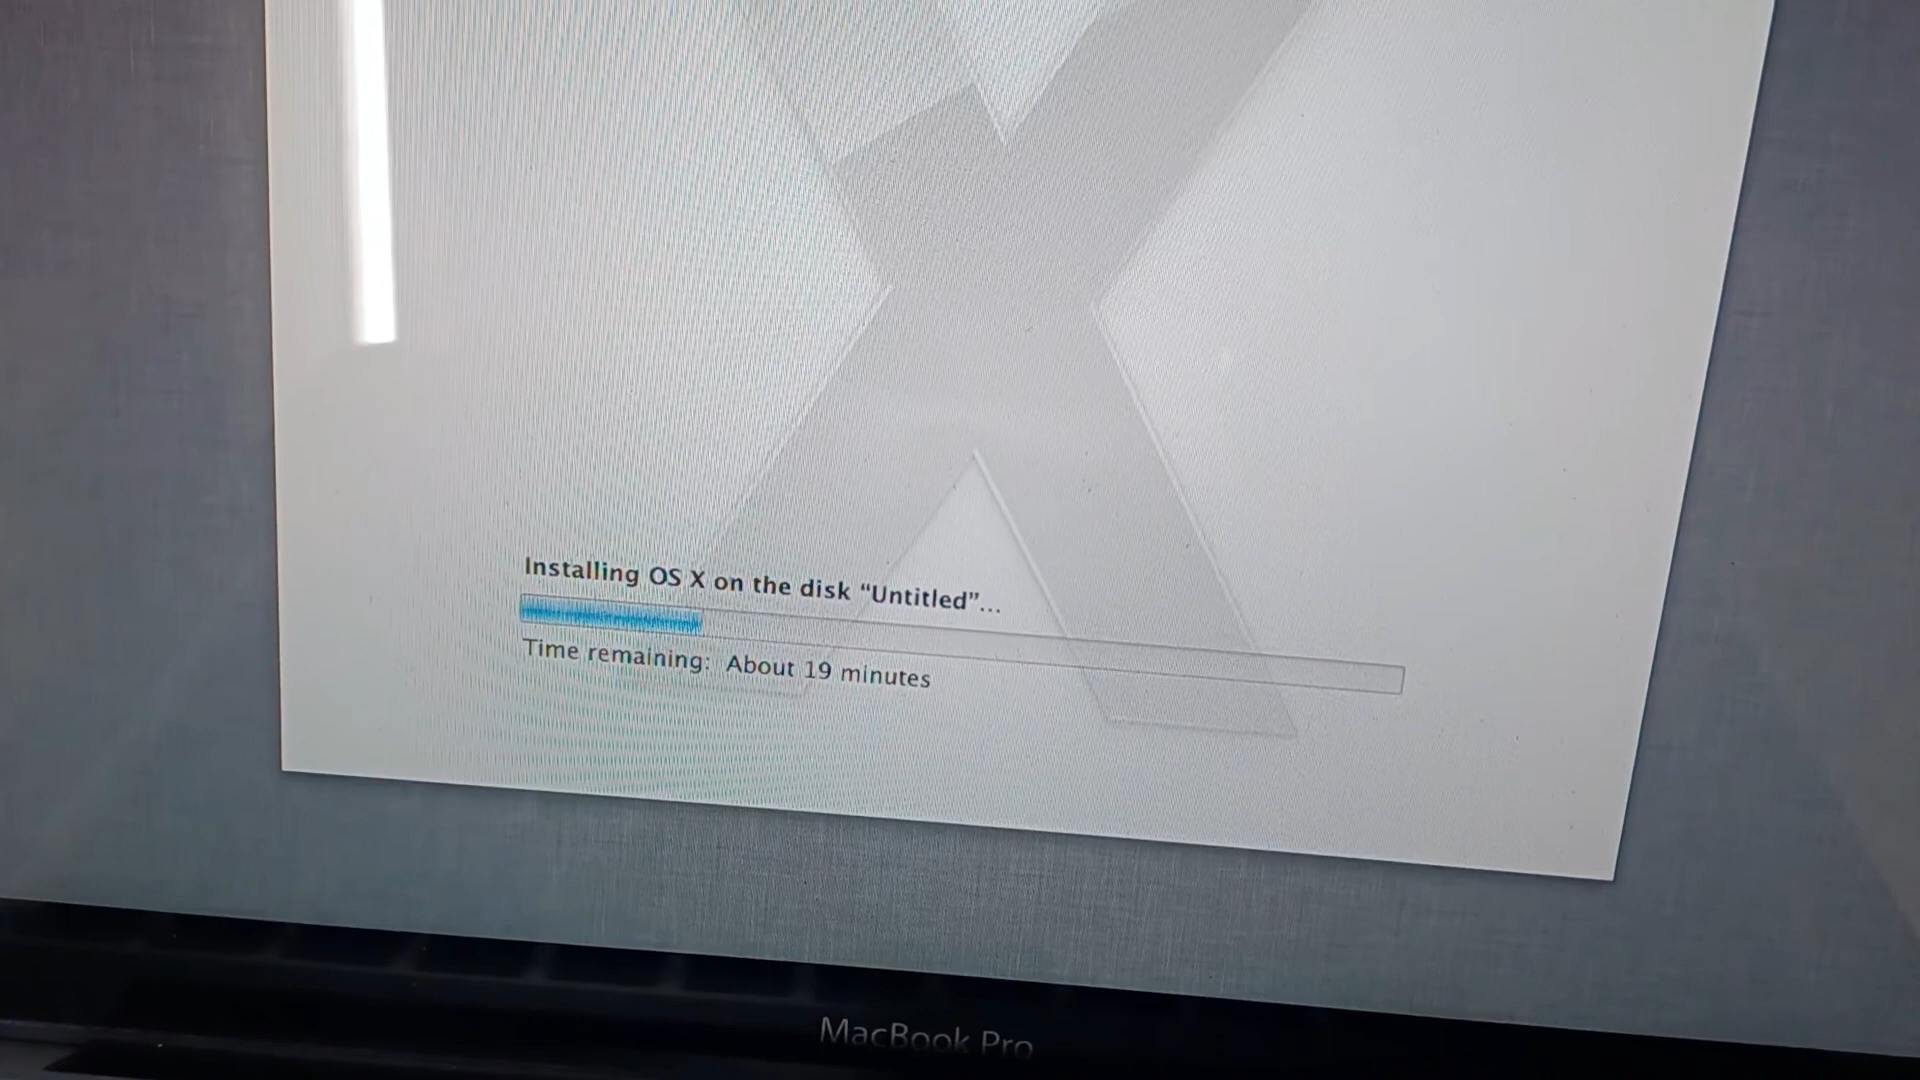 Installing OS X on the disk “Untitled”...
Time remaining: About 19 minutes
MacBook Pro